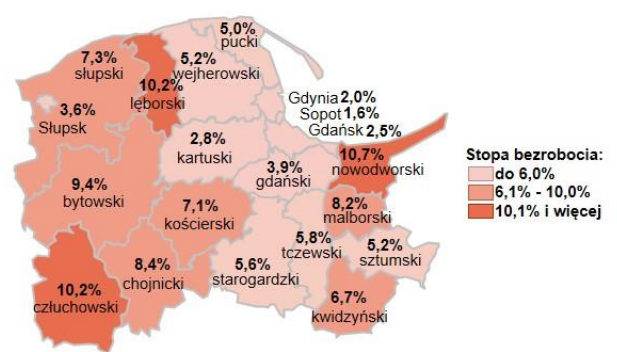 5,0%
pucki
7,3%
słupski
5,2%
wejherowski
10,2%
lęborski
3,6%
Słupsk
Gdynia 2,0%
Sopot 1,6%
Gdańsk 2,5%
2,8%
kartuski
3,9%
gdański
10,7%
nowodworski
Stopa bezrobocia:
do 6,0%
6,1% - 10,0%
10,1% i więcej
9,4%
bytowski
7,1%
kościerski
8,2%
malborski
5,8%
tczewski
5,2%
sztumski
8,4%
chojnicki
5,6%
starogardzki
10,2%
człuchowski
6,7%
kwidzyński